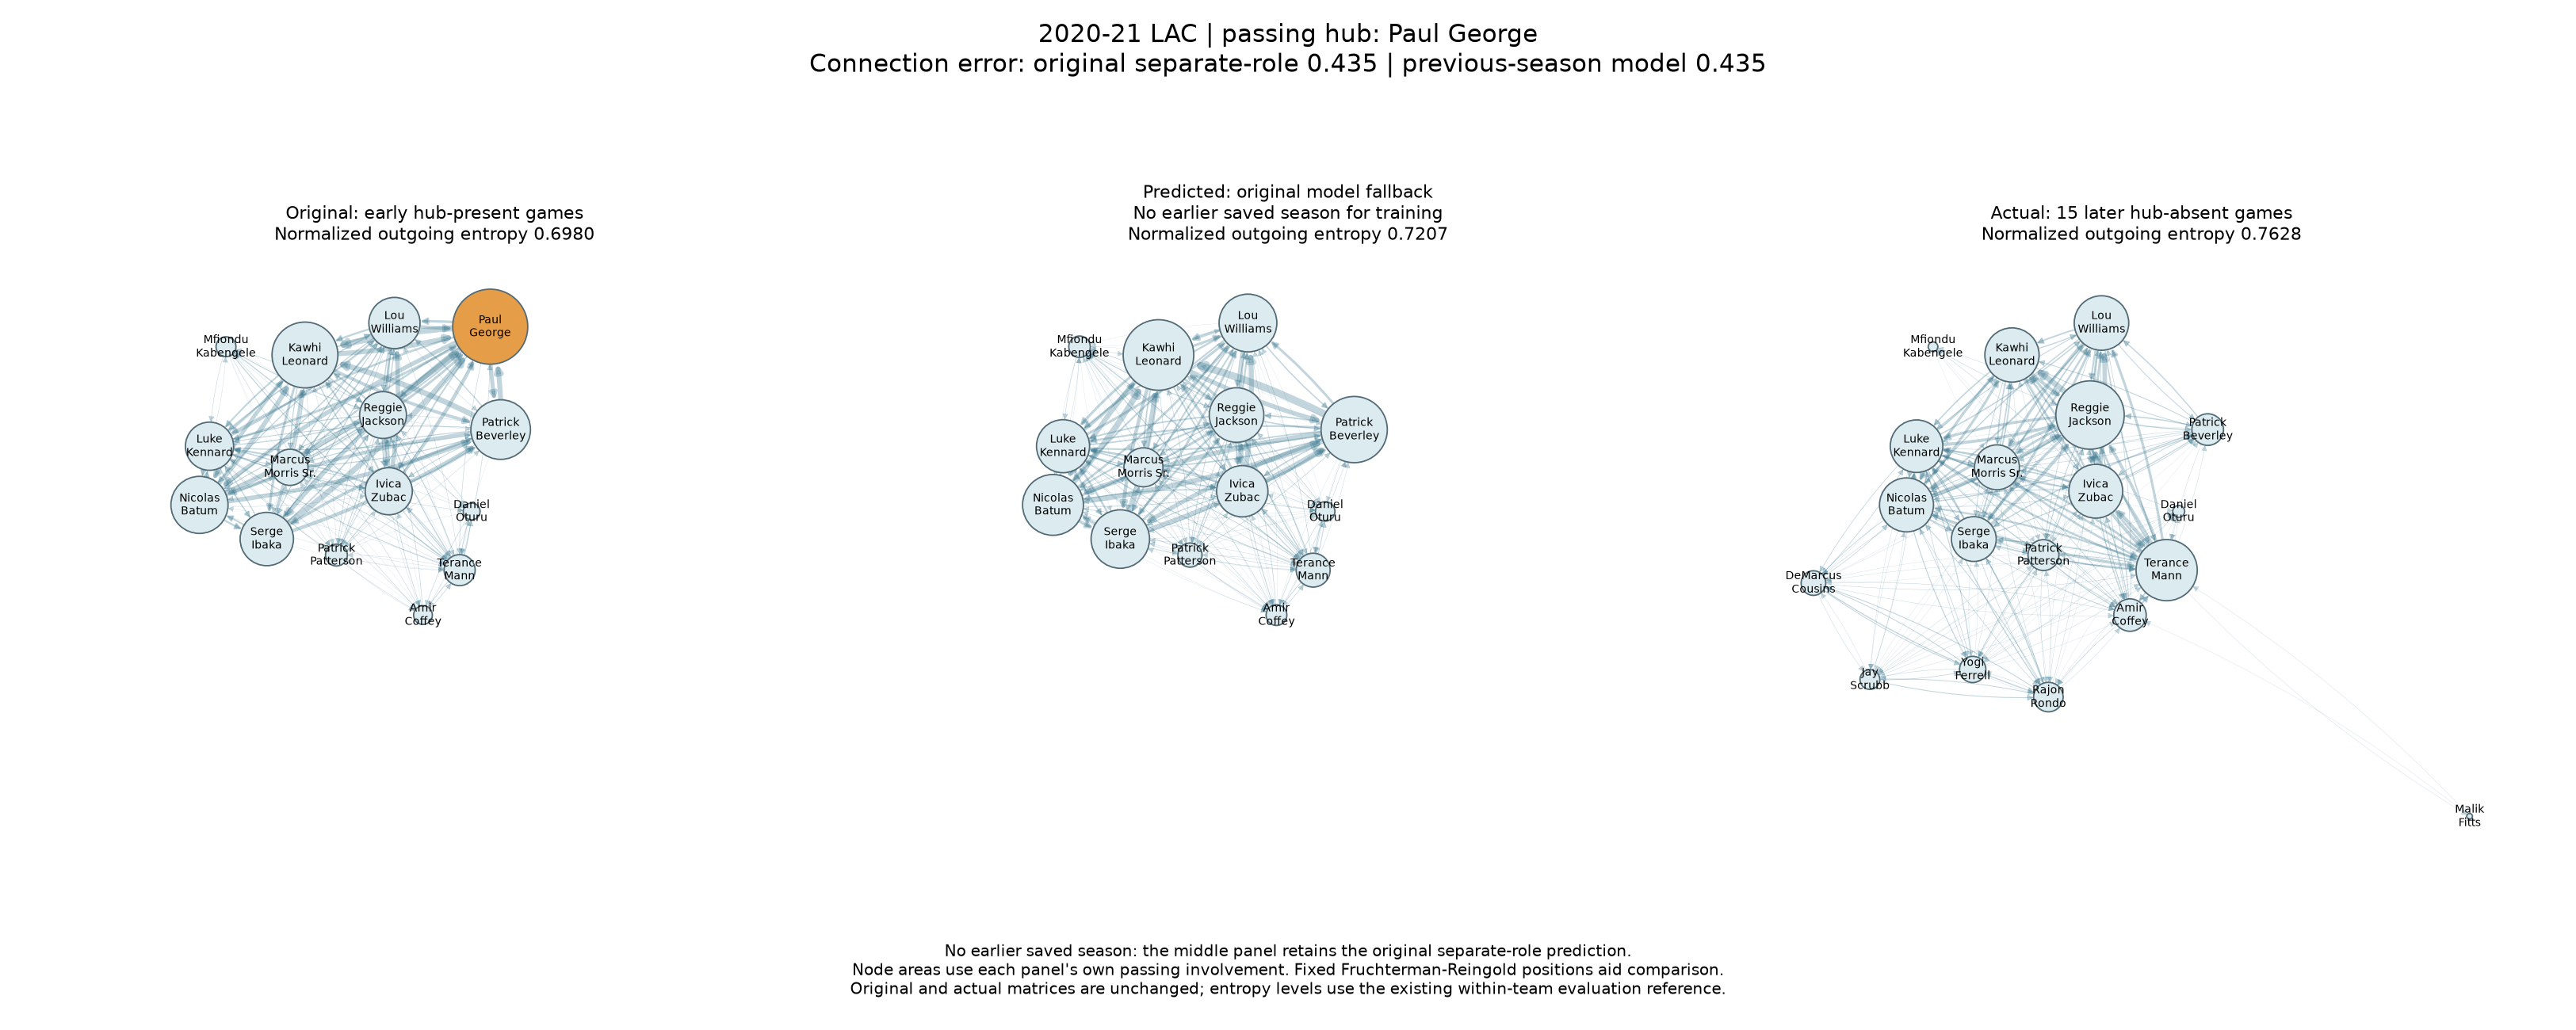 2020-21 LAC | passing hub: Paul George
Connection error: original separate-role 0.435 | previous-season model 0.435
Original: early hub-present games
Normalized outgoing entropy 0.6980
Lou
Williams
Paul
George
Mfiondu
Kabengele
Kawhi
Leonard
Reggie
Jackson
Patrick
Beverley
Luke
Kennard
Marcus
Morris Sr.
Ivica
Zubac
Nicolas
Batum
Daniel
Oturu
Serge
Ibaka
Patrick
Patterson
Terance
Mann
Amir
Coffey
Predicted: original model fallback
No earlier saved season for training
Normalized outgoing entropy 0.7207
Lou
Williams
Mfiondu
Kabengele
Kawhi
Leonard
Reggie
Jackson
Patrick
Beverley
Luke
Kennard
Marcus
Morris Sr.
Ivica
Zubac
Nicolas
Batum
Daniel
Oturu
Serge
Ibaka
Patrick
Patterson
Terance
Mann
Amir
Coffey
Actual: 15 later hub-absent games
Normalized outgoing entropy 0.7628
Lou
Williams
Mfiondu
Kabengele
Kawhi
Leonard
Reggie
Jackson
Patrick
Beverley
Luke
Kennard
Marcus
Morris Sr.
Ivica
Zubac
Nicolas
Batum
Daniel
Oturu
Serge
Ibaka
Patrick
Patterson
Terance
Mann
DeMarcus
Cousins
Amir
Coffey
Jay
Scrubb
Yogi
Ferrell
Rajon
Rondo
Malik
Fitts
No earlier saved season: the middle panel retains the original separate-role prediction.
Node areas use each panel's own passing involvement. Fixed Fruchterman-Reingold positions aid comparison.
Original and actual matrices are unchanged; entropy levels use the existing within-team evaluation reference.